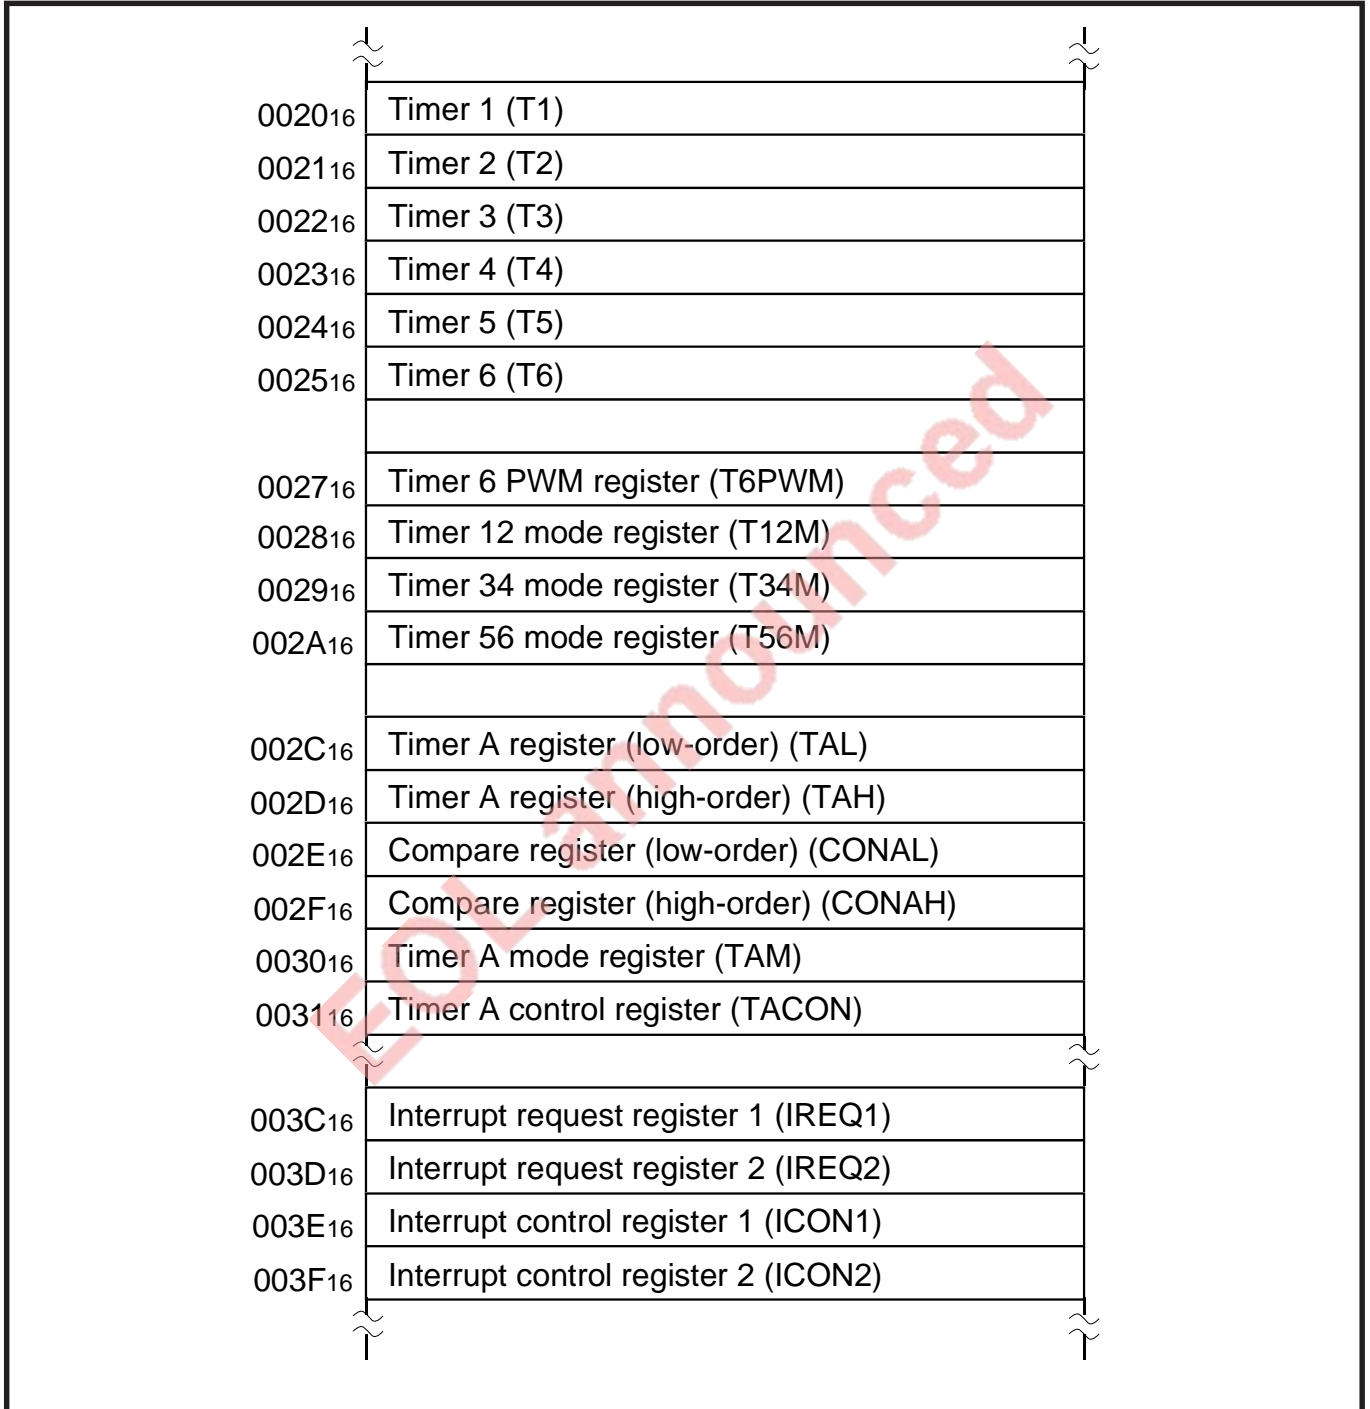 002016 Timer 1 (T1)
002116 Timer 2 (T2)
002216 Timer 3 (T3)
002316 Timer 4 (T4)
002416 Timer 5 (T5)
002516 Timer 6 (T6)
002716 Timer 6 PWM register (T6PWM)
002816 Timer 12 mode register (T12M)
002916 Timer 34 mode register (T34M)
002A16 Timer 56 mode register (T56M)
002C16 Timer A register (low-order) (TAL)
002D16 Timer A register (high-order) (TAH)
002E16 Compare register (low-order) (CONAL)
002F16 Compare register (high-order) (CONAH)
003016 Timer A mode register (TAM)
003116 Timer A control register (TACON)
003C16 Interrupt request register 1 (IREQ1)
003D16 Interrupt request register 2 (IREQ2)
003E16 Interrupt control register 1 (ICON1)
003F16 Interrupt control register 2 (ICON2)
EOL announced